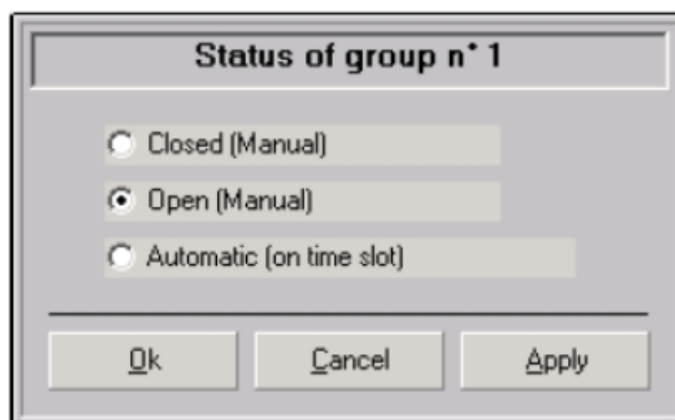 Status of group n° 1
Closed (Manual)
Open (Manual)
Automatic (on time slot)
Ok Cancel Apply